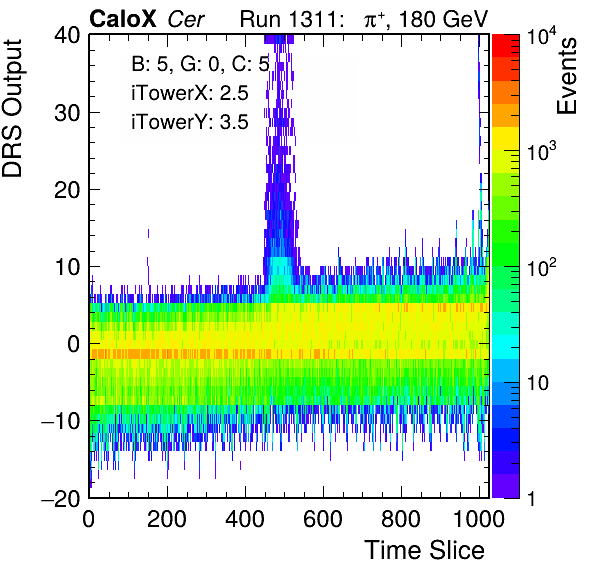 CaloX Cer Run 1311: π⁺, 180 GeV
B: 5, G: 0, C: 5
iTowerX: 2.5
iTowerY: 3.5
DRS Output
40
30
20
10
0
−10
−20
0 200 400 600 800 1000
Time Slice
Events
10⁴
10³
10²
10
1